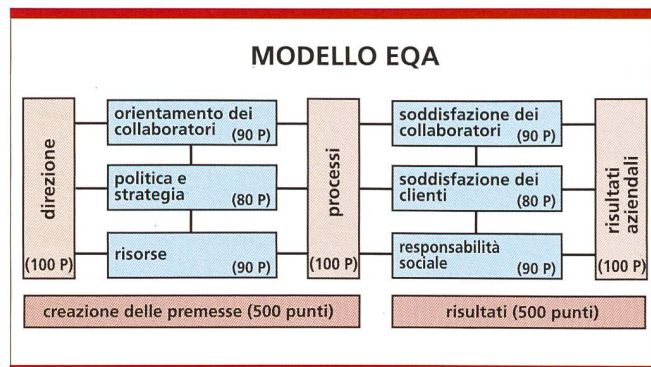 MODELLO EQA
direzione
(100 P)
orientamento dei
collaboratori (90 P)
politica e
strategia (80 P)
risorse
(90 P)
processi
(100 P)
soddisfazione dei
collaboratori (90 P)
soddisfazione dei
clienti (80 P)
responsabilità
sociale (90 P)
risultati
aziendali
(100 P)
creazione delle premesse (500 punti)
risultati (500 punti)